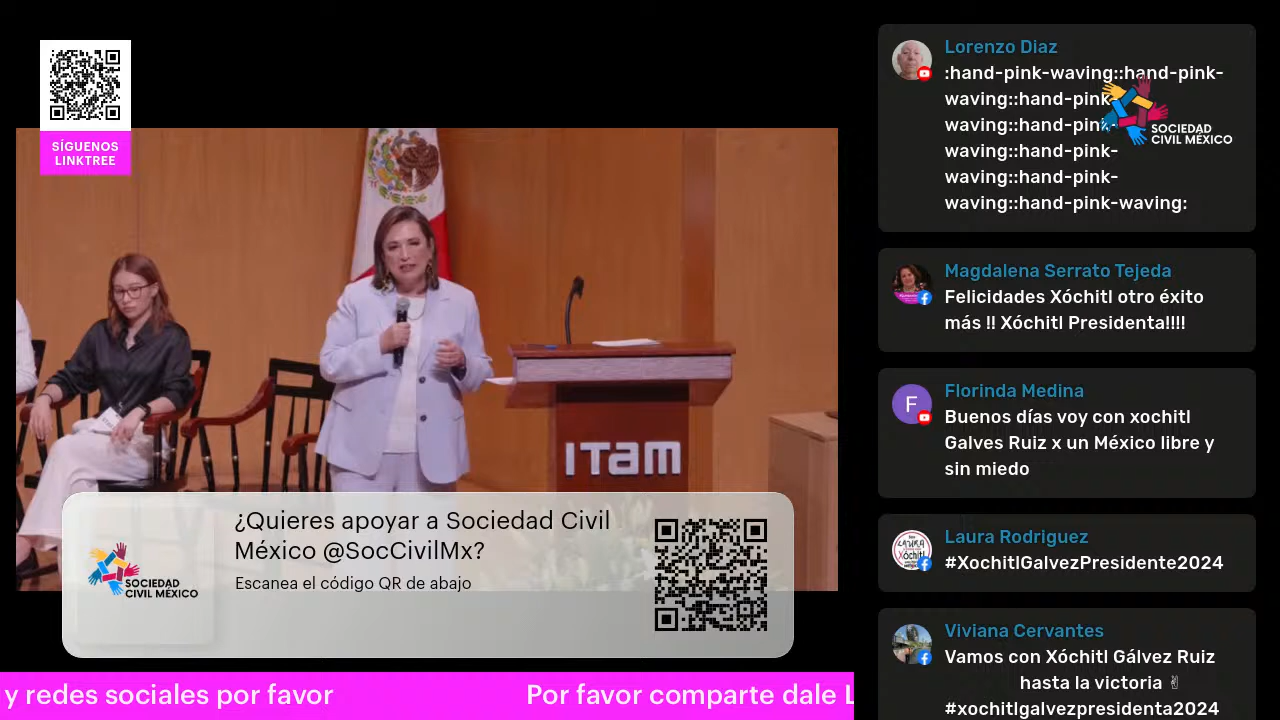 SÍGUENOS
LINKTREE
ITAM
¿Quieres apoyar a Sociedad Civil
México @SocCivilMx?
Escanea el código QR de abajo
SOCIEDAD
CIVIL MÉXICO
y redes sociales por favor
Por favor comparte dale L
Lorenzo Diaz
:hand-pink-waving::hand-pink-
waving::hand-pink-
waving::hand-pink-
waving::hand-pink-
waving::hand-pink-
waving::hand-pink-waving:
SOCIEDAD
CIVIL MÉXICO
Magdalena Serrato Tejeda
Felicidades Xóchitl otro éxito
más !! Xóchitl Presidenta!!!!
F
Florinda Medina
Buenos días voy con xochitl
Galves Ruiz x un México libre y
sin miedo
Laura Rodriguez
#XochitlGalvezPresidente2024
Viviana Cervantes
Vamos con Xóchitl Gálvez Ruiz
hasta la victoria ✌
#xochitlgalvezpresidenta2024